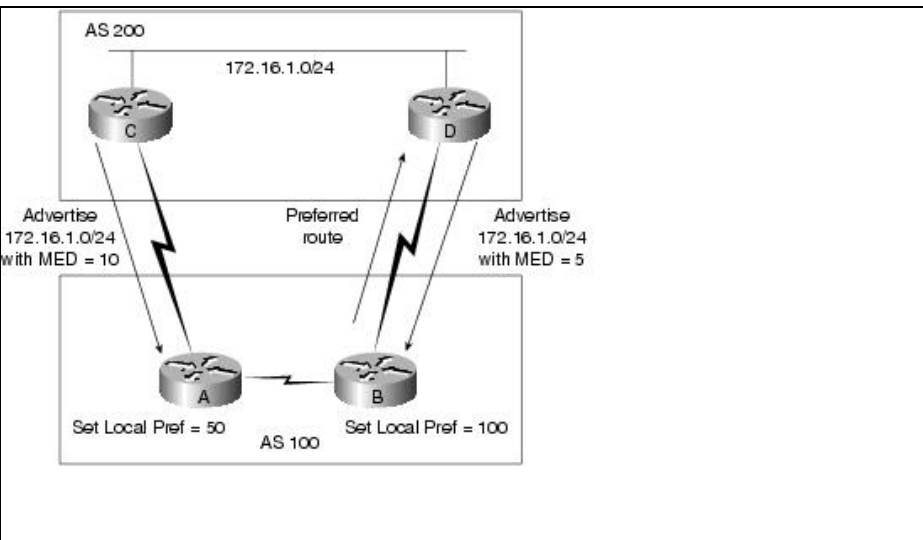 AS 200
172.16.1.0/24
C
D
Advertise
172.16.1.0/24
with MED = 10
Preferred
route
Advertise
172.16.1.0/24
with MED = 5
A
B
Set Local Pref = 50
Set Local Pref = 100
AS 100